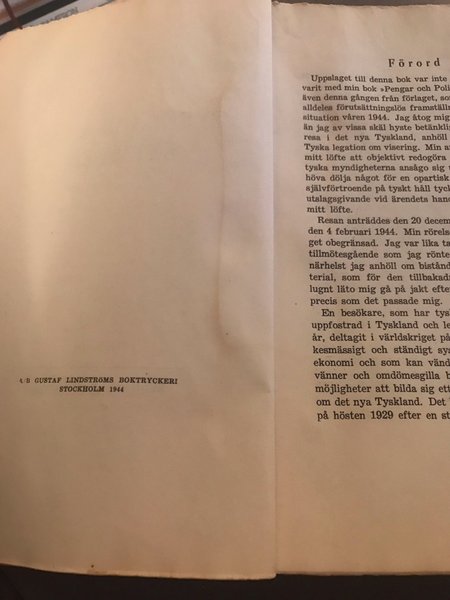 A/B GUSTAF LINDSTRÖMS BOKTRYCKERI
STOCKHOLM 1944
Förord
Uppslaget till denna bok var inte
varit med min bok »Pengar och Poli
även denna gången från förlaget, so
alldeles förutsättningslös framställn
situation våren 1944. Jag åtog mig
än jag av vissa skäl hyste betänklig
resa i det nya Tyskland, anhöll
Tyska legation om visering. Min an
mitt löfte att objektivt redogöra
tyska myndigheterna ansågo sig
höva dölja något för en opartisk
självförtroende på tyskt håll tyck
utslagsgivande vid ärendets hand
mitt löfte.
Resan anträddes den 20 decem
den 4 februari 1944. Min rörels
get obegränsad. Jag var lika ta
tillmötesgående som jag rönte
närhelst jag anhöll om bistånd
terial, som för den tillbakad
lugnt läto mig gå på jakt efter
precis som det passade mig.
En besökare, som har tys
uppfostrad i Tyskland och le
år, deltagit i världskriget på
kesmässigt och ständigt sy
ekonomi och som kan vänd
vänner och omdömesgilla b
möjligheter att bilda sig ett
om det nya Tyskland. Det
på hösten 1929 efter en st